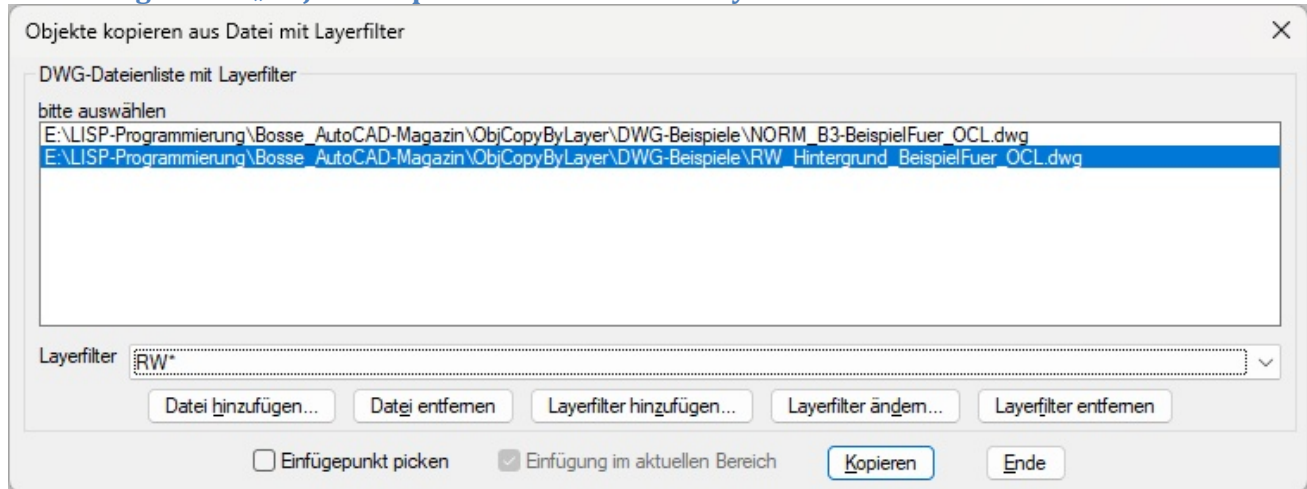 Objekte kopieren aus Datei mit Layerfilter
DWG-Dateienliste mit Layerfilter
bitte auswählen
E:\LISP-Programmierung\Bosse_AutoCAD-Magazin\ObjCopyByLayer\DWG-Beispiele\NORM_B3-BeispielFuer_OCL.dwg
E:\LISP-Programmierung\Bosse_AutoCAD-Magazin\ObjCopyByLayer\DWG-Beispiele\RW_Hintergrund_BeispielFuer_OCL.dwg
Layerfilter RW*
Datei hinzufügen... Datei entfernen Layerfilter hinzufügen... Layerfilter ändern... Layerfilter entfernen
Einfügepunkt picken Einfügung im aktuellen Bereich Kopieren Ende